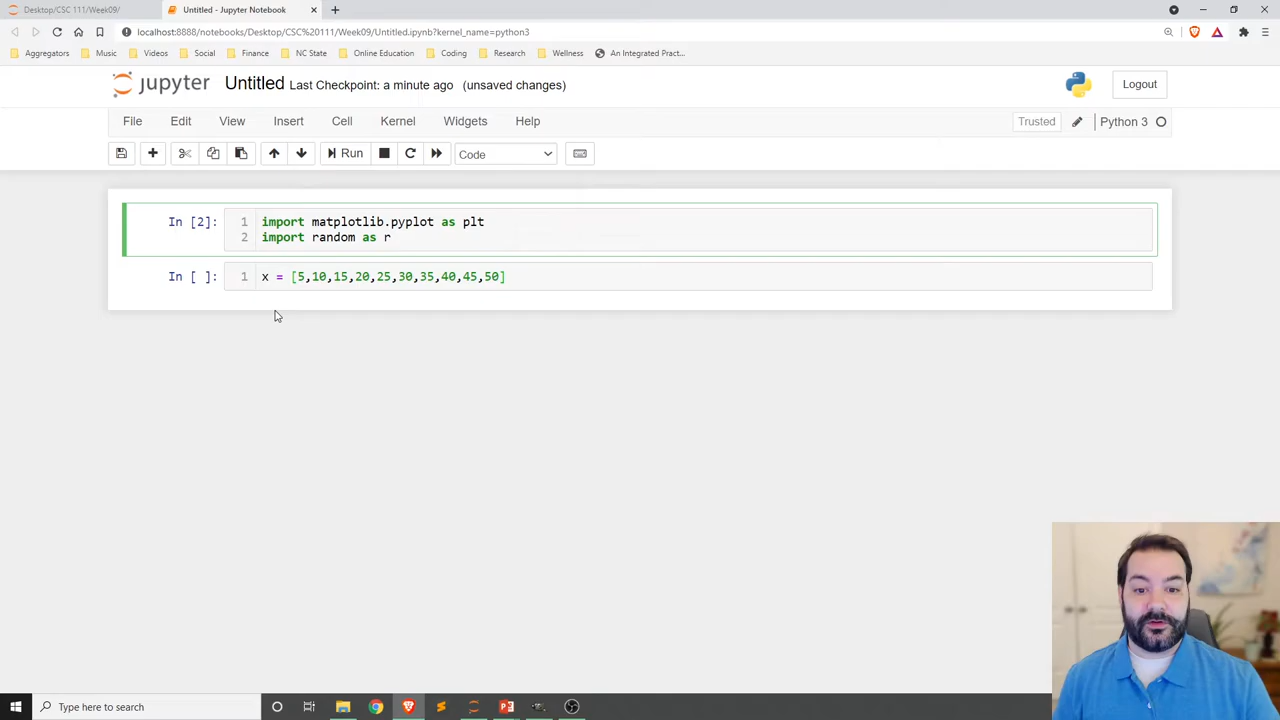 Desktop/CSC 111/Week09/
Untitled - Jupyter Notebook
localhost:8888/notebooks/Desktop/CSC%20111/Week09/Untitled.ipynb?kernel_name=python3
Aggregators Music Videos Social Finance NC State Online Education Coding Research Wellness An Integrated Pract...
jupyter Untitled Last Checkpoint: a minute ago (unsaved changes) Logout
File Edit View Insert Cell Kernel Widgets Help Trusted Python 3
Run Code
In [2]: 1 import matplotlib.pyplot as plt
2 import random as r
In [ ]: 1 x = [5,10,15,20,25,30,35,40,45,50]
Type here to search